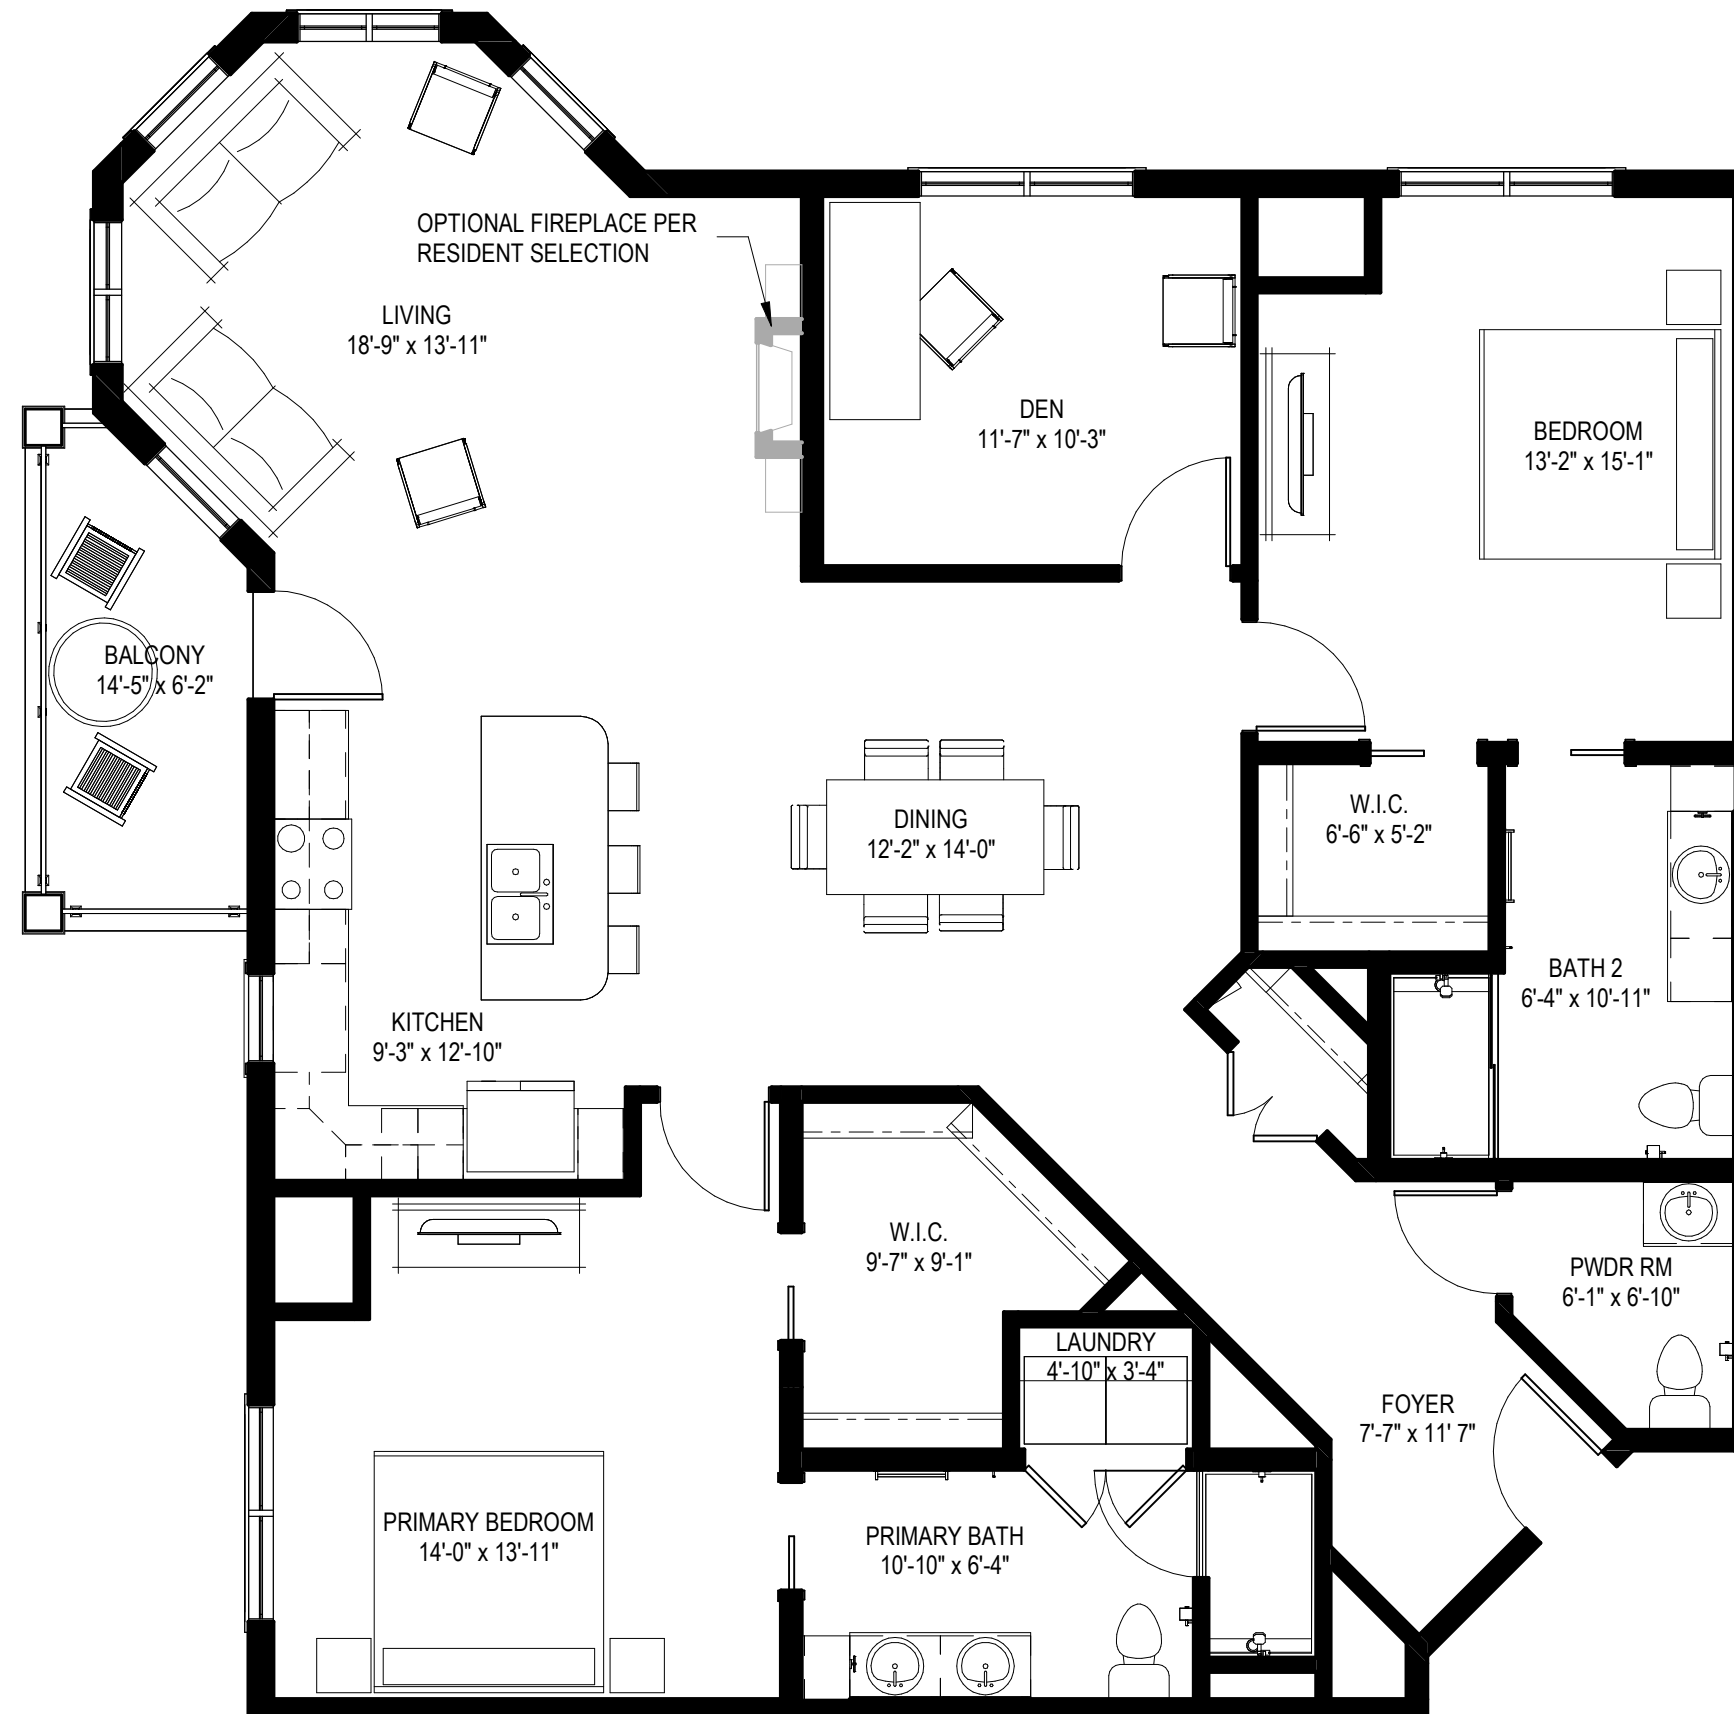 OPTIONAL FIREPLACE PER
RESIDENT SELECTION
LIVING
18'-9" x 13'-11"
DEN
11'-7" x 10'-3"
BEDROOM
13'-2" x 15'-1"
BALCONY
14'-5" x 6'-2"
DINING
12'-2" x 14'-0"
W.I.C.
6'-6" x 5'-2"
BATH 2
6'-4" x 10'-11"
KITCHEN
9'-3" x 12'-10"
W.I.C.
9'-7" x 9'-1"
PWDR RM
6'-1" x 6'-10"
LAUNDRY
4'-10" x 3'-4"
FOYER
7'-7" x 11' 7"
PRIMARY BEDROOM
14'-0" x 13'-11"
PRIMARY BATH
10'-10" x 6'-4"